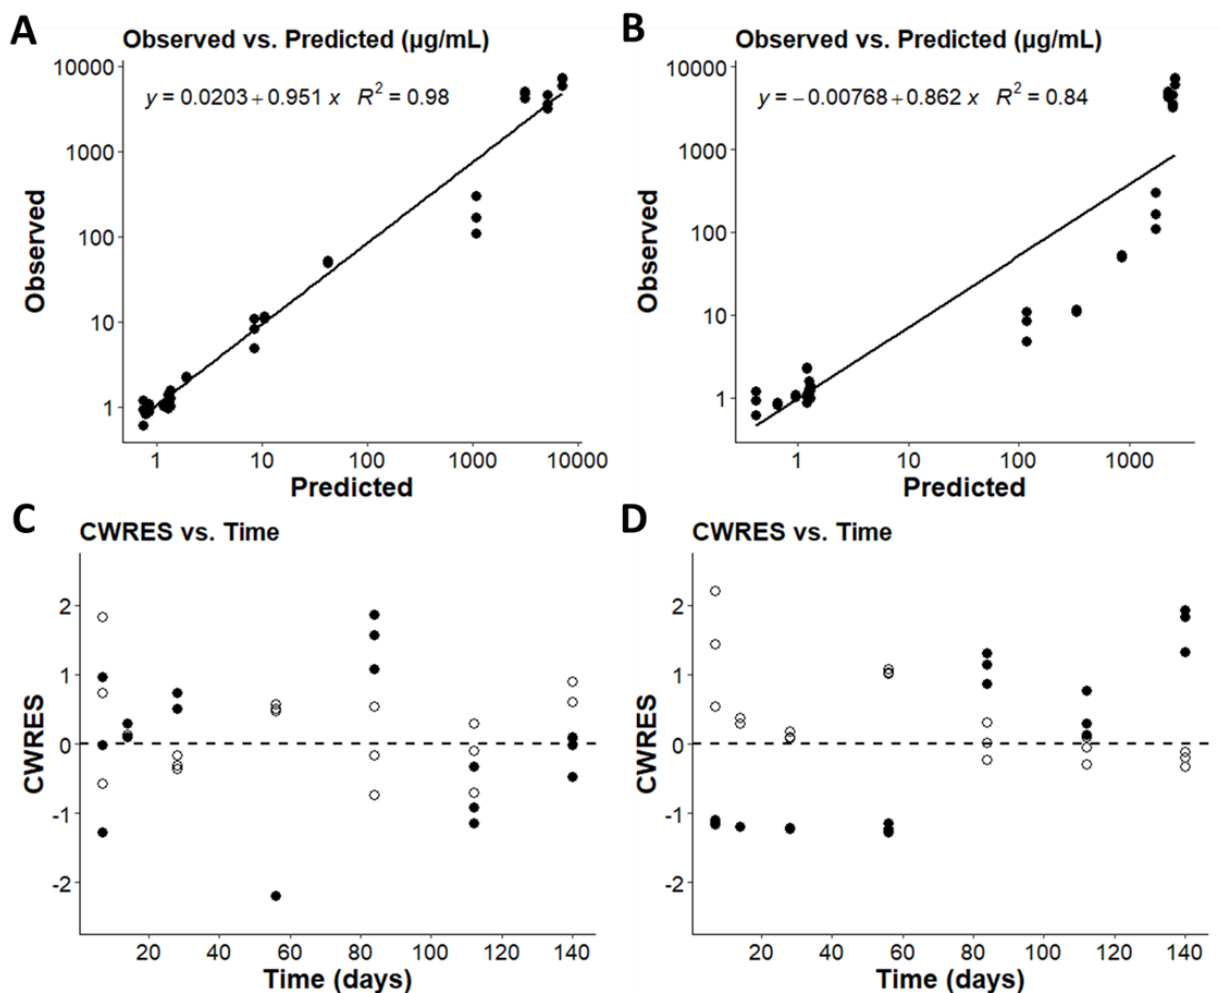 A
Observed vs. Predicted (µg/mL)
y = 0.0203 + 0.951 x R² = 0.98
10000
1000
100
10
1
Observed
1 10 100 1000 10000
Predicted
B
Observed vs. Predicted (µg/mL)
y = − 0.00768 + 0.862 x R² = 0.84
10000
1000
100
10
1
Observed
1 10 100 1000
Predicted
C
CWRES vs. Time
2
1
0
-1
-2
CWRES
20 40 60 80 100 120 140
Time (days)
D
CWRES vs. Time
2
1
0
-1
-2
CWRES
20 40 60 80 100 120 140
Time (days)